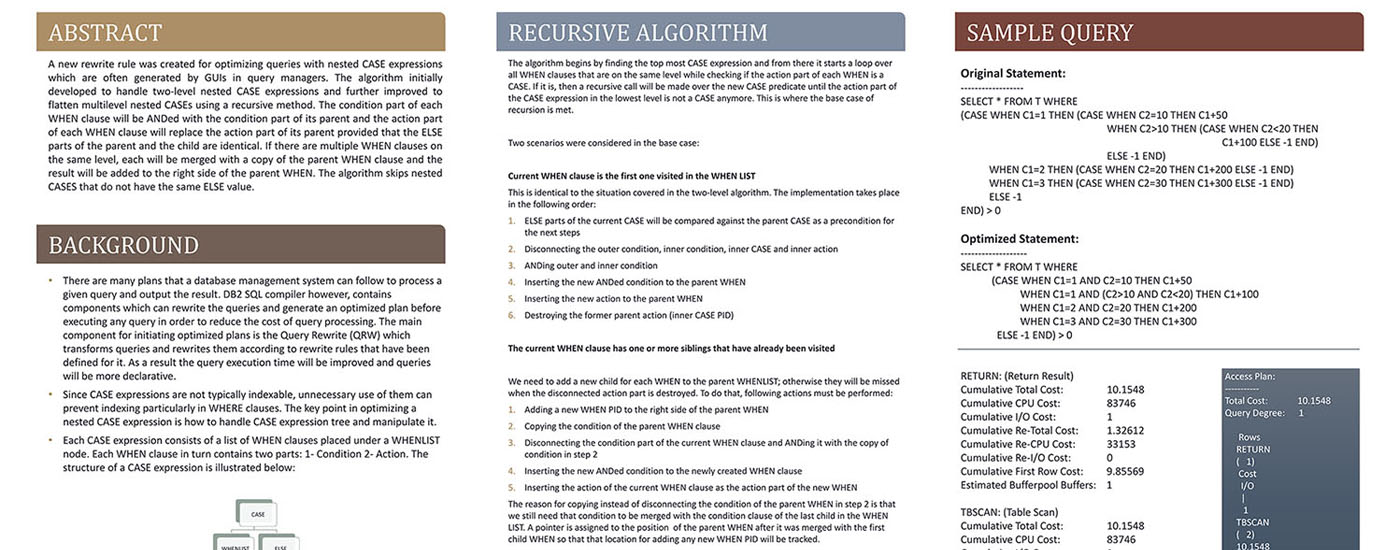 ABSTRACT
A new rewrite rule was created for optimizing queries with nested CASE expressions
which are often generated by GUIs in query managers. The algorithm initially
developed to handle two-level nested CASE expressions and further improved to
flatten multilevel nested CASEs using a recursive method. The condition part of each
WHEN clause will be ANDed with the condition part of its parent and the action part
of each WHEN clause will replace the action part of its parent provided that the ELSE
parts of the parent and the child are identical. If there are multiple WHEN clauses on
the same level, each will be merged with a copy of the parent WHEN clause and the
result will be added to the right side of the parent WHEN. The algorithm skips nested
CASES that do not have the same ELSE value.
BACKGROUND
• There are many plans that a database management system can follow to process a
given query and output the result. DB2 SQL compiler however, contains
components which can rewrite the queries and generate an optimized plan before
executing any query in order to reduce the cost of query processing. The main
component for initiating optimized plans is the Query Rewrite (QRW) which
transforms queries and rewrites them according to rewrite rules that have been
defined for it. As a result the query execution time will be improved and queries
will be more declarative.
• Since CASE expressions are not typically indexable, unnecessary use of them can
prevent indexing particularly in WHERE clauses. The key point in optimizing a
nested CASE expression is how to handle CASE expression tree and manipulate it.
• Each CASE expression consists of a list of WHEN clauses placed under a WHENLIST
node. Each WHEN clause in turn contains two parts: 1- Condition 2- Action. The
structure of a CASE expression is illustrated below:
CASE
WHENLIST
ELSE
RECURSIVE ALGORITHM
The algorithm begins by finding the top most CASE expression and from there it starts a loop over
all WHEN clauses that are on the same level while checking if the action part of each WHEN is a
CASE. If it is, then a recursive call will be made over the new CASE predicate until the action part of
the CASE expression in the lowest level is not a CASE anymore. This is where the base case of
recursion is met.
Two scenarios were considered in the base case:
Current WHEN clause is the first one visited in the WHEN LIST
This is identical to the situation covered in the two-level algorithm. The implementation takes place
in the following order:
1. ELSE parts of the current CASE will be compared against the parent CASE as a precondition for
the next steps
2. Disconnecting the outer condition, inner condition, inner CASE and inner action
3. ANDing outer and inner condition
4. Inserting the new ANDed condition to the parent WHEN
5. Inserting the new action to the parent WHEN
6. Destroying the former parent action (inner CASE PID)
The current WHEN clause has one or more siblings that have already been visited
We need to add a new child for each WHEN to the parent WHENLIST; otherwise they will be missed
when the disconnected action part is destroyed. To do that, following actions must be performed:
1. Adding a new WHEN PID to the right side of the parent WHEN
2. Copying the condition of the parent WHEN clause
3. Disconnecting the condition part of the current WHEN clause and ANDing it with the copy of
condition in step 2
4. Inserting the new ANDed condition to the newly created WHEN clause
5. Inserting the action of the current WHEN clause as the action part of the new WHEN
The reason for copying instead of disconnecting the condition of the parent WHEN in step 2 is that
we still need that condition to be merged with the condition clause of the last child in the WHEN
LIST. A pointer is assigned to the position of the parent WHEN after it was merged with the first
child WHEN so that that location for adding any new WHEN PID will be tracked.
SAMPLE QUERY
Original Statement:
------------------
SELECT * FROM T WHERE
(CASE WHEN C1=1 THEN (CASE WHEN C2=10 THEN C1+50
WHEN C2>10 THEN (CASE WHEN C2<20 THEN
C1+100 ELSE -1 END)
ELSE -1 END)
WHEN C1=2 THEN (CASE WHEN C2=20 THEN C1+200 ELSE -1 END)
WHEN C1=3 THEN (CASE WHEN C2=30 THEN C1+300 ELSE -1 END)
ELSE -1
END) > 0
Optimized Statement:
-------------------
SELECT * FROM T WHERE
(CASE WHEN C1=1 AND C2=10 THEN C1+50
WHEN C1=1 AND (C2>10 AND C2<20) THEN C1+100
WHEN C1=2 AND C2=20 THEN C1+200
WHEN C1=3 AND C2=30 THEN C1+300
ELSE -1 END) > 0
RETURN: (Return Result)
Cumulative Total Cost: 10.1548
Cumulative CPU Cost: 83746
Cumulative I/O Cost: 1
Cumulative Re-Total Cost: 1.32612
Cumulative Re-CPU Cost: 33153
Cumulative Re-I/O Cost: 0
Cumulative First Row Cost: 9.85569
Estimated Bufferpool Buffers: 1
TBSCAN: (Table Scan)
Cumulative Total Cost: 10.1548
Cumulative CPU Cost: 83746
Access Plan:
-----------
Total Cost: 10.1548
Query Degree: 1
Rows
RETURN
( 1)
Cost
I/O
|
1
TBSCAN
( 2)
10.1548